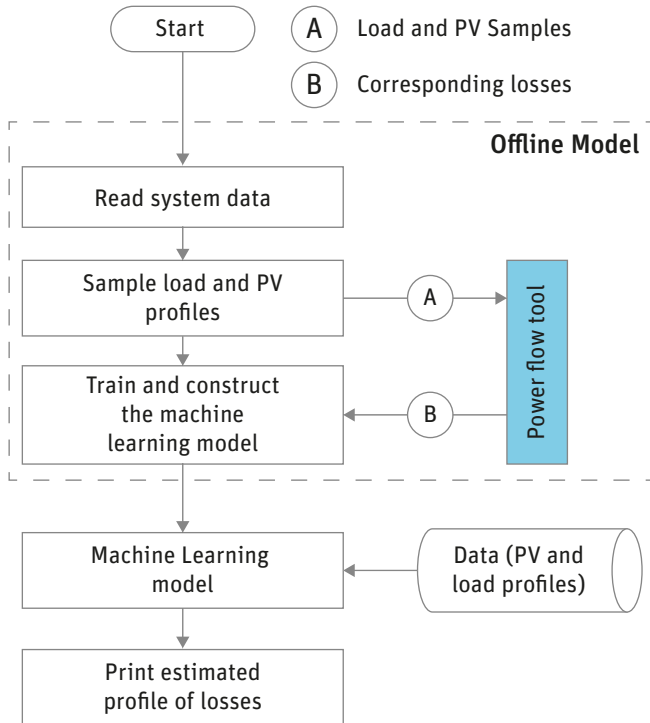 Start
A
Load and PV Samples
B
Corresponding losses
Offline Model
Read system data
Sample load and PV
profiles
A
Power flow tool
Train and construct
the machine
learning model
B
Machine Learning
model
Data (PV and
load profiles)
Print estimated
profile of losses